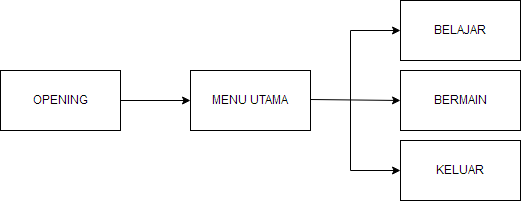 OPENING
MENU UTAMA
BELAJAR
BERMAIN
KELUAR